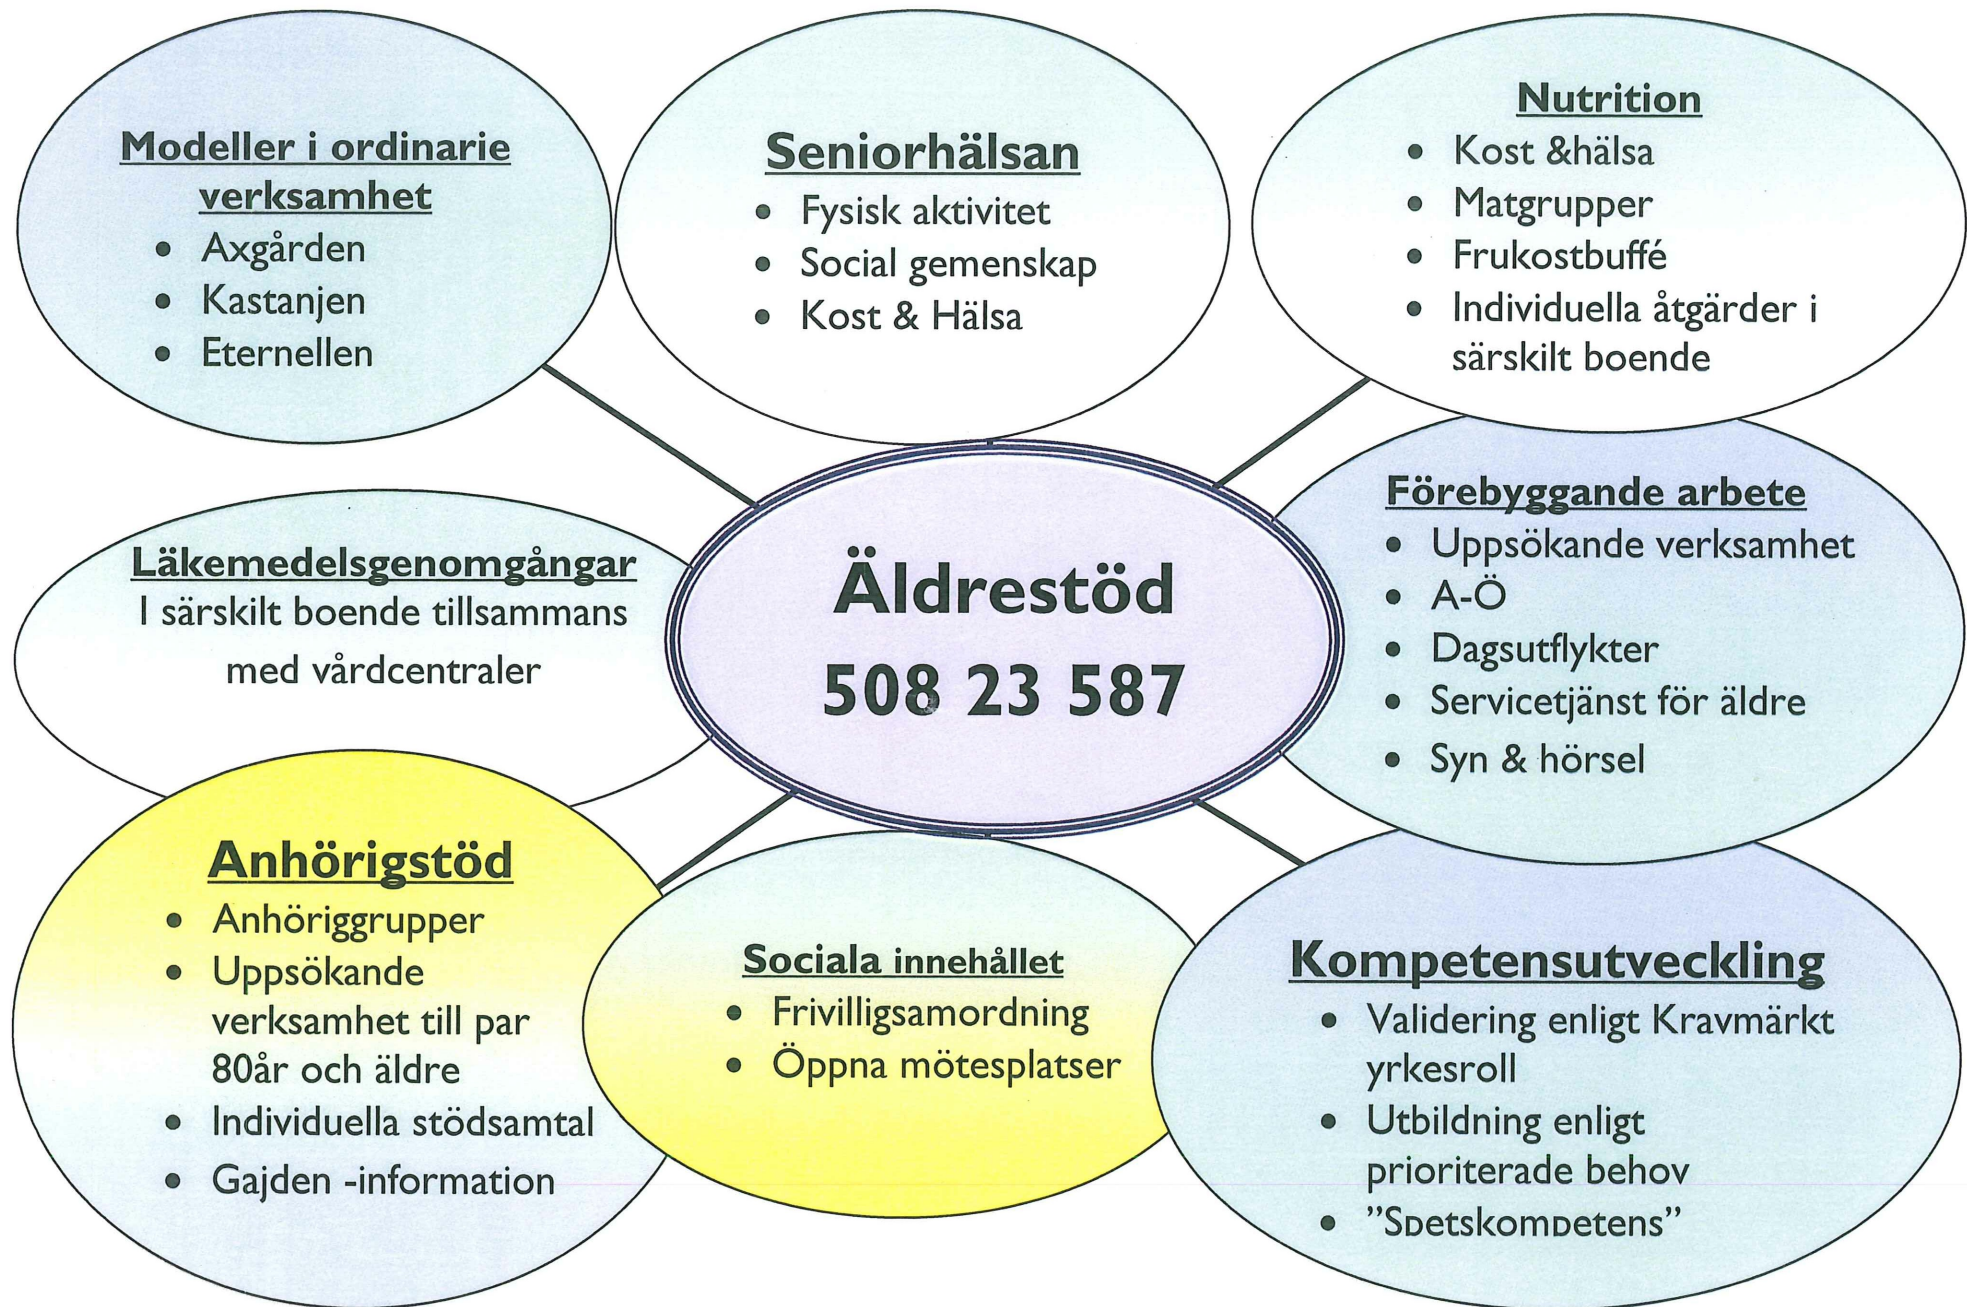 Modeller i ordinarie
verksamhet
• Axgården
• Kastanjen
• Eternellen
Seniorhälsan
• Fysisk aktivitet
• Social gemenskap
• Kost & Hälsa
Nutrition
• Kost &hälsa
• Matgrupper
• Frukostbuffé
• Individuella åtgärder i
särskilt boende
Läkemedelsgenomgångar
I särskilt boende tillsammans
med vårdcentraler
Äldrestöd
508 23 587
Förebyggande arbete
• Uppsökande verksamhet
• A-Ö
• Dagsutflykter
• Servicetjänst för äldre
• Syn & hörsel
Anhörigstöd
• Anhöriggrupper
• Uppsökande
verksamhet till par
80år och äldre
• Individuella stödsamtal
• Gajden -information
Sociala innehållet
• Frivilligsamordning
• Öppna mötesplatser
Kompetensutveckling
• Validering enligt Kravmärkt
yrkesroll
• Utbildning enligt
prioriterade behov
• ”Spetskompetens”